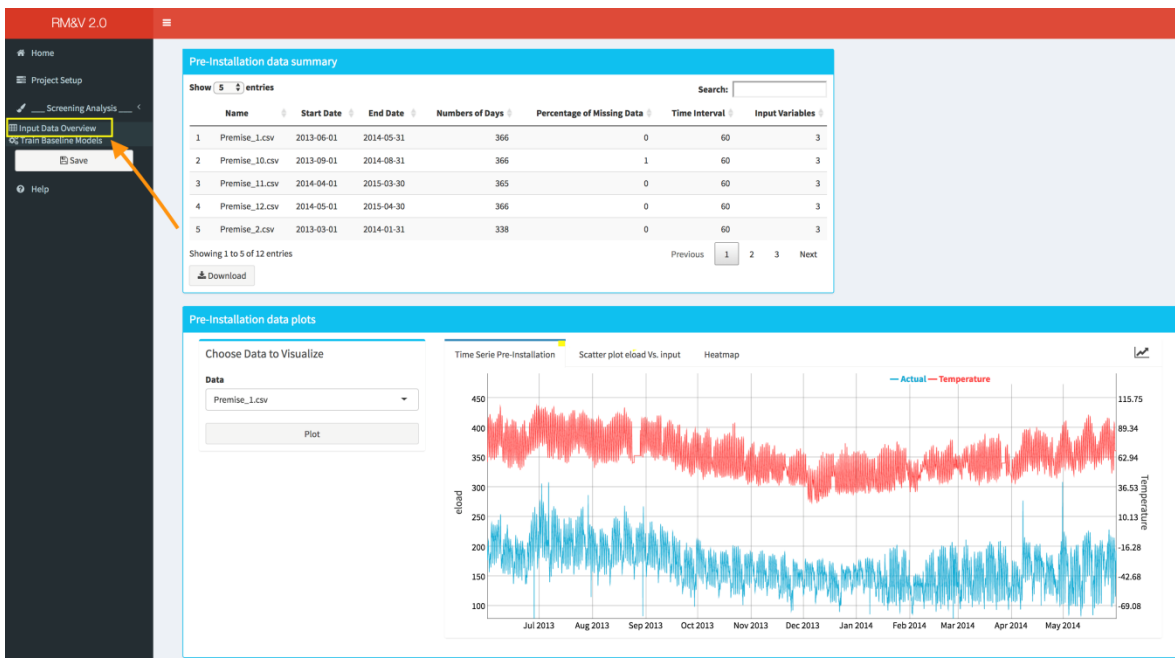 RM&V 2.0
Home
Project Setup
___ Screening Analysis ___
Input Data Overview
Train Baseline Models
Save
Help
Pre-Installation data summary
Show 5 entries
Search:
Name Start Date End Date Numbers of Days Percentage of Missing Data Time Interval Input Variables
1 Premise_1.csv 2013-06-01 2014-05-31 366 0 60 3
2 Premise_10.csv 2013-09-01 2014-08-31 366 1 60 3
3 Premise_11.csv 2014-04-01 2015-03-30 365 0 60 3
4 Premise_12.csv 2014-05-01 2015-04-30 366 0 60 3
5 Premise_2.csv 2013-03-01 2014-01-31 338 0 60 3
Showing 1 to 5 of 12 entries
Previous 1 2 3 Next
Download
Pre-Installation data plots
Choose Data to Visualize
Data
Premise_1.csv
Plot
Time Serie Pre-Installation Scatter plot eload Vs. input Heatmap
Actual Temperature
450
400
350
300
250
200
150
100
eload
115.75
89.34
62.94
36.53
10.13
-16.28
-42.68
-69.08
Temperature
Jul 2013 Aug 2013 Sep 2013 Oct 2013 Nov 2013 Dec 2013 Jan 2014 Feb 2014 Mar 2014 Apr 2014 May 2014